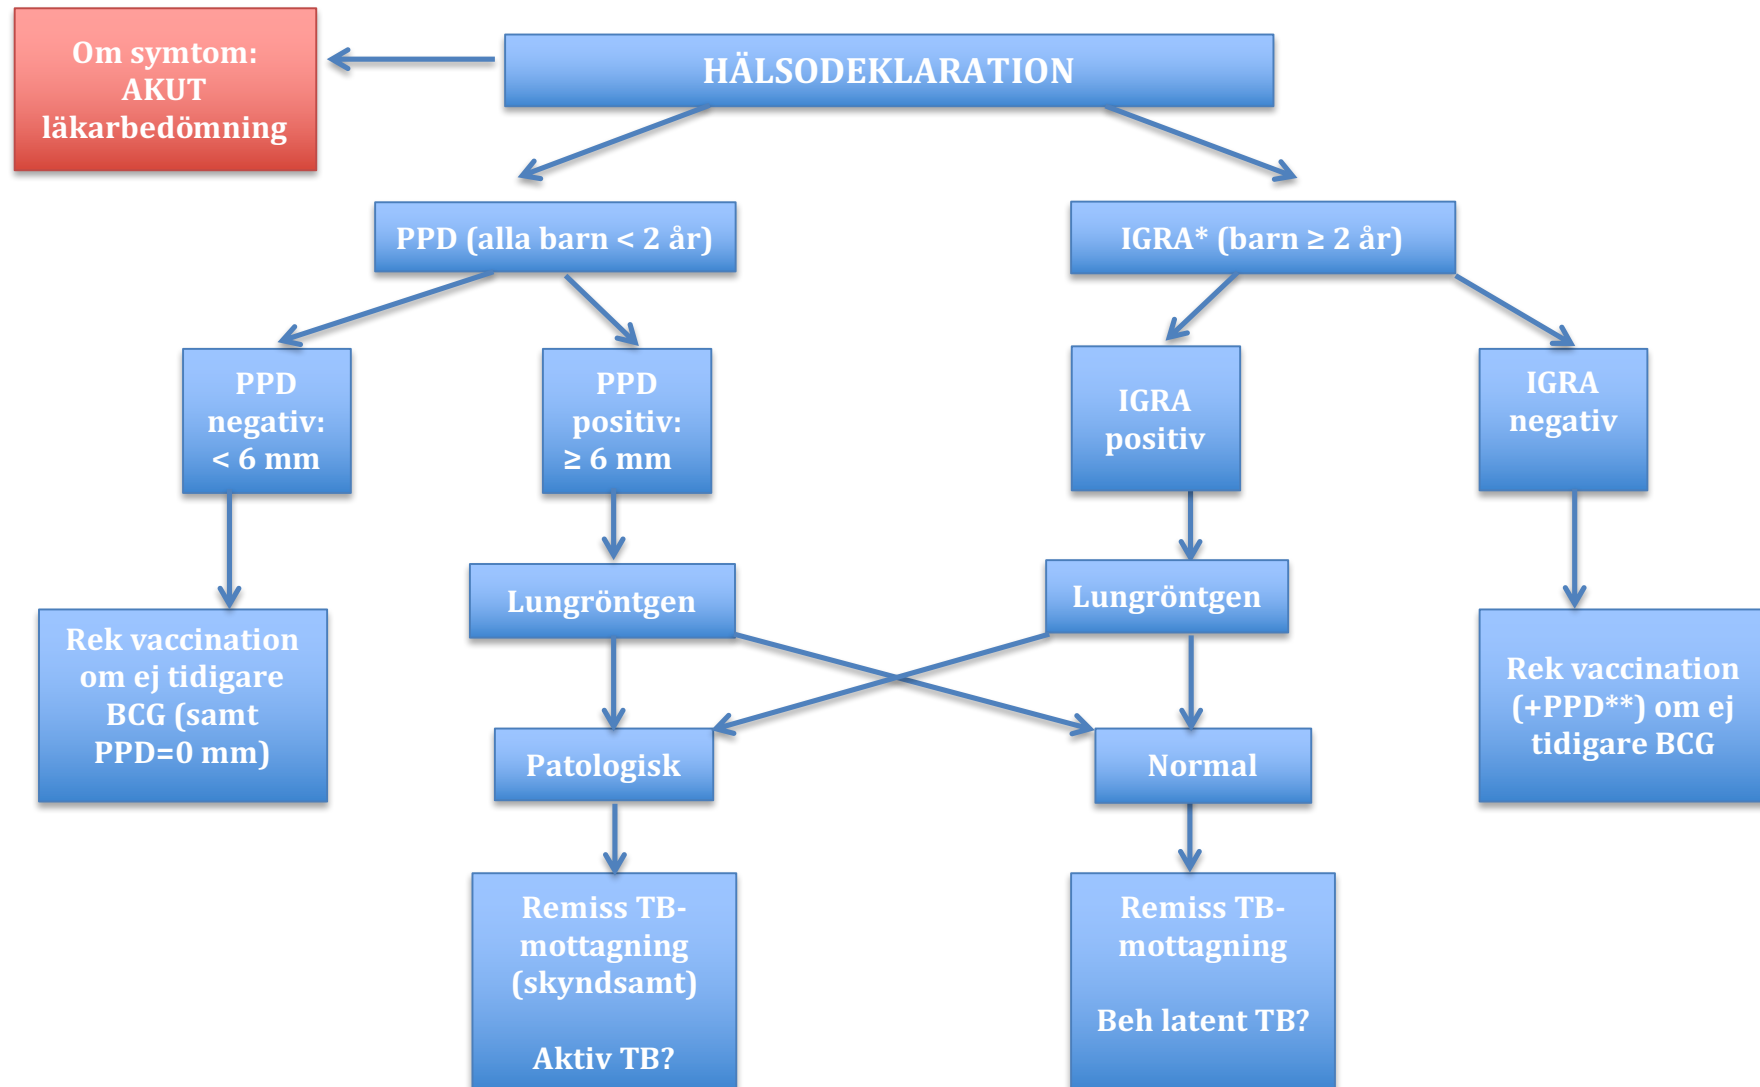 Om symtom:
AKUT
läkarbedömning
HÄLSODEKLARATION
PPD (alla barn < 2 år)
IGRA* (barn ≥ 2 år)
PPD
negativ:
< 6 mm
PPD
positiv:
≥ 6 mm
IGRA
positiv
IGRA
negativ
Lungröntgen
Lungröntgen
Rek vaccination
om ej tidigare
BCG (samt
PPD=0 mm)
Rek vaccination
(+PPD**) om ej
tidigare BCG
Patologisk
Normal
Remiss TB-
mottagning
(skyndsamt)
Aktiv TB?
Remiss TB-
mottagning
Beh latent TB?